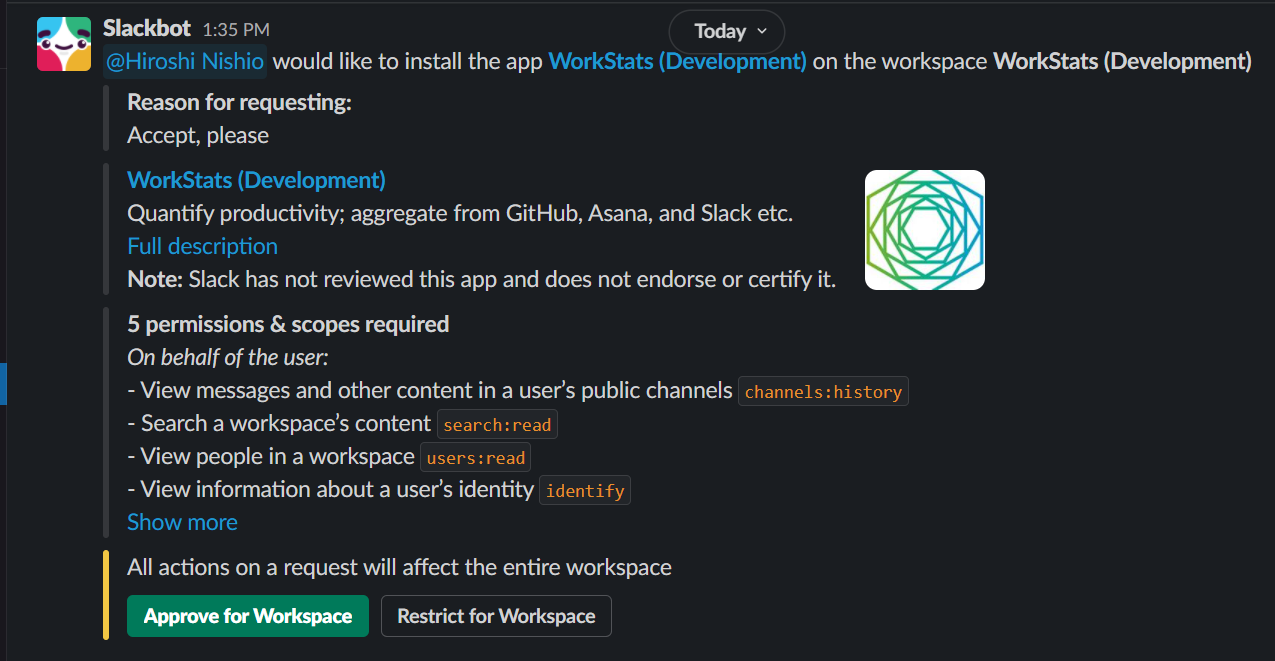 Slackbot 1:35 PM
Today
@Hiroshi Nishio would like to install the app WorkStats (Development) on the workspace WorkStats (Development)
Reason for requesting:
Accept, please
WorkStats (Development)
Quantify productivity; aggregate from GitHub, Asana, and Slack etc.
Full description
Note: Slack has not reviewed this app and does not endorse or certify it.
5 permissions & scopes required
On behalf of the user:
- View messages and other content in a user’s public channels channels:history
- Search a workspace’s content search:read
- View people in a workspace users:read
- View information about a user’s identity identify
Show more
All actions on a request will affect the entire workspace
Approve for Workspace Restrict for Workspace